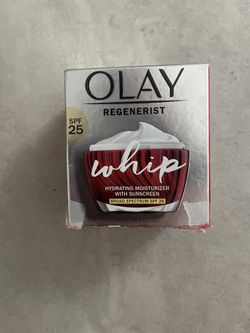 OLAY
REGENERIST
SPF
25
whip
HYDRATING MOISTURIZER
WITH SUNSCREEN
BROAD SPECTRUM SPF 25